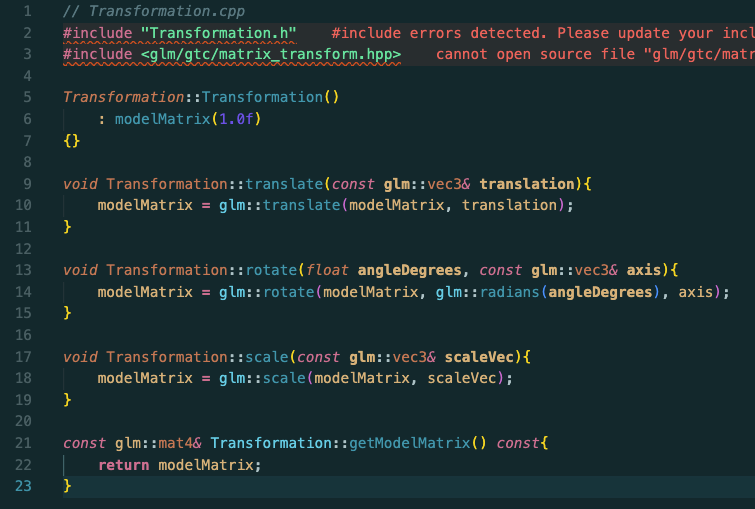 1 // Transformation.cpp
2 #include "Transformation.h" #include errors detected. Please update your incl
3 #include <glm/gtc/matrix_transform.hpp> cannot open source file "glm/gtc/matr
4
5 Transformation::Transformation()
6 : modelMatrix(1.0f)
7 {}
8
9 void Transformation::translate(const glm::vec3& translation){
10 modelMatrix = glm::translate(modelMatrix, translation);
11 }
12
13 void Transformation::rotate(float angleDegrees, const glm::vec3& axis){
14 modelMatrix = glm::rotate(modelMatrix, glm::radians(angleDegrees), axis);
15 }
16
17 void Transformation::scale(const glm::vec3& scaleVec){
18 modelMatrix = glm::scale(modelMatrix, scaleVec);
19 }
20
21 const glm::mat4& Transformation::getModelMatrix() const{
22 return modelMatrix;
23 }